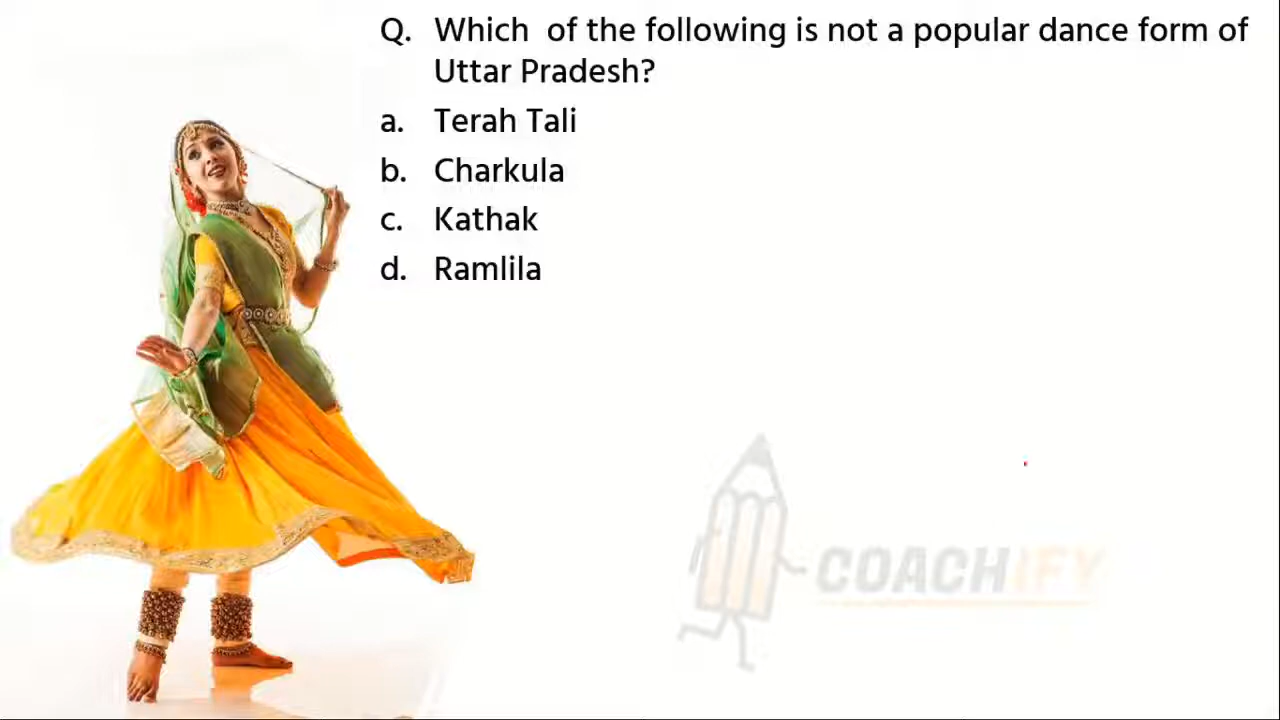 Q. Which of the following is not a popular dance form of
Uttar Pradesh?
a. Terah Tali
b. Charkula
c. Kathak
d. Ramlila
COACHIFY